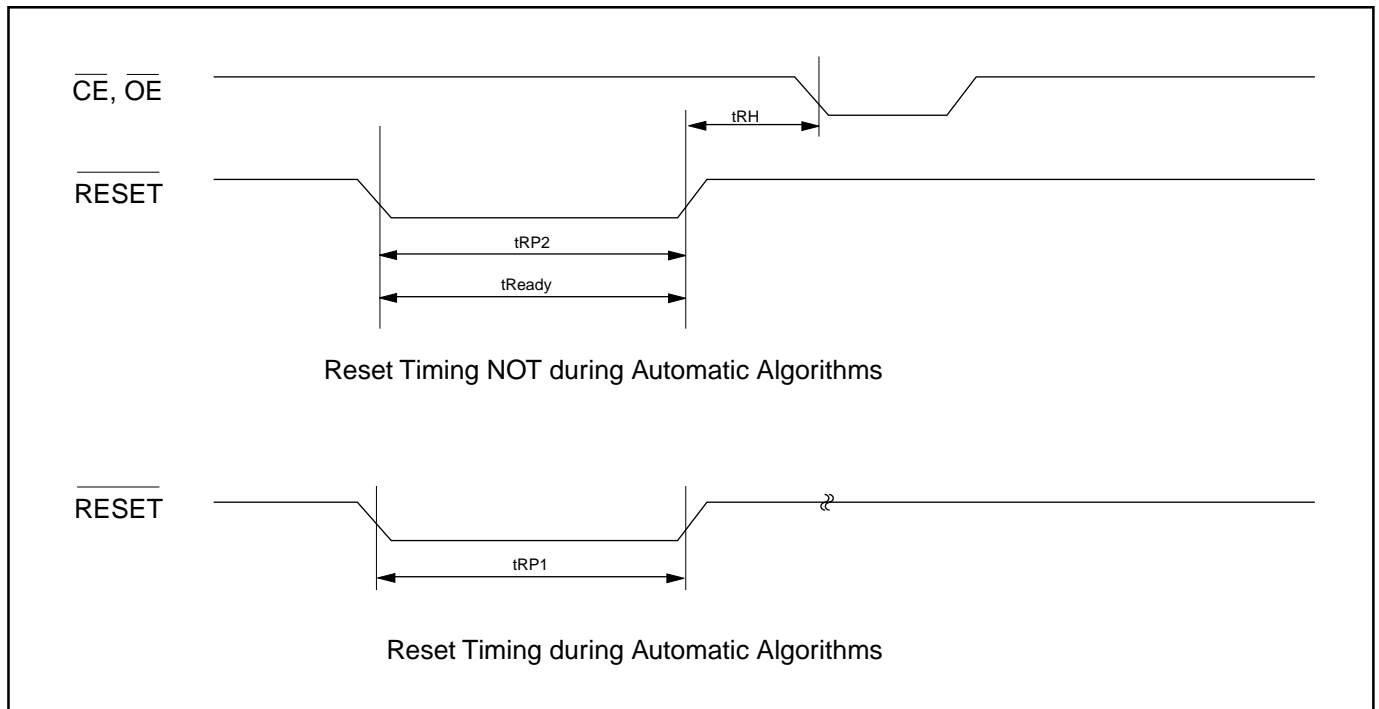 CE, OE
tRH
RESET
tRP2
tReady
Reset Timing NOT during Automatic Algorithms
RESET
tRP1
Reset Timing during Automatic Algorithms